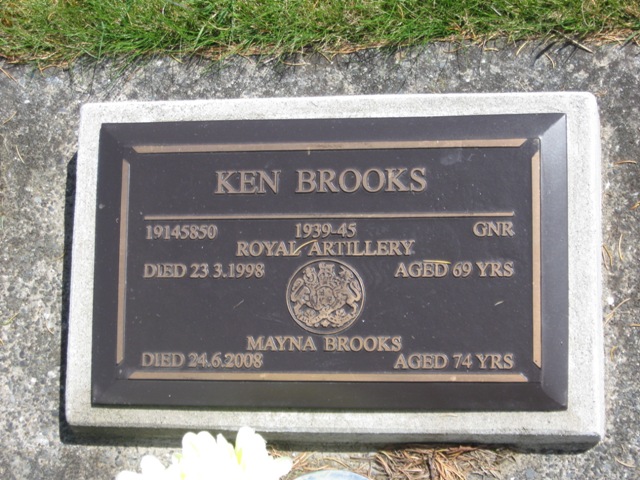 KEN BROOKS
19145850 1939-45 GNR
ROYAL ARTILLERY
DIED 23 3.1998 AGED 69 YRS
MAYNA BROOKS
DIED 24.6.2008 AGED 74 YRS